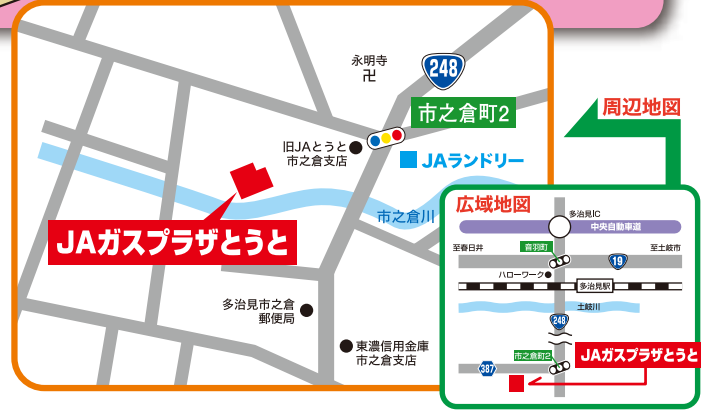 永明寺
卍
248
市之倉町2
周辺地図
旧JAとうと
市之倉支店
JAランドリー
市之倉川
JAガスプラザとうと
多治見市之倉
郵便局
東濃信用金庫
市之倉支店
広域地図
多治見IC
中央自動車道
至春日井
音羽町
至土岐市
19
ハローワーク
多治見駅
土岐川
248
市之倉町2
JAガスプラザとうと
387